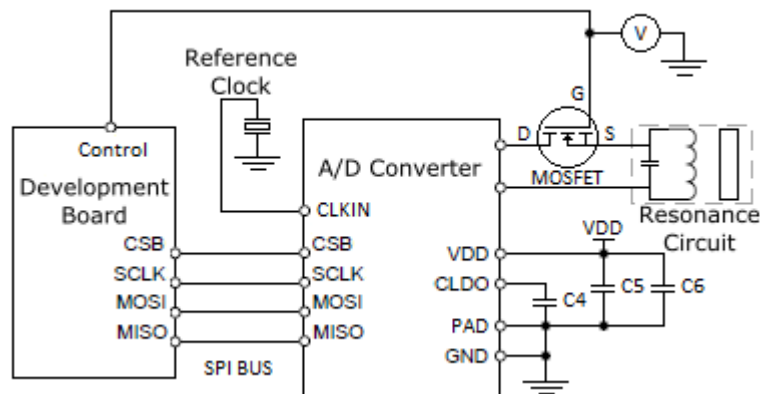 Reference
Clock
V
G
D
S
MOSFET
Control
Development
Board
A/D Converter
CLKIN
Resonance
Circuit
CSB
SCLK
MOSI
MISO
CSB
SCLK
MOSI
MISO
SPI BUS
VDD
CLDO
PAD
GND
VDD
C4
C5
C6